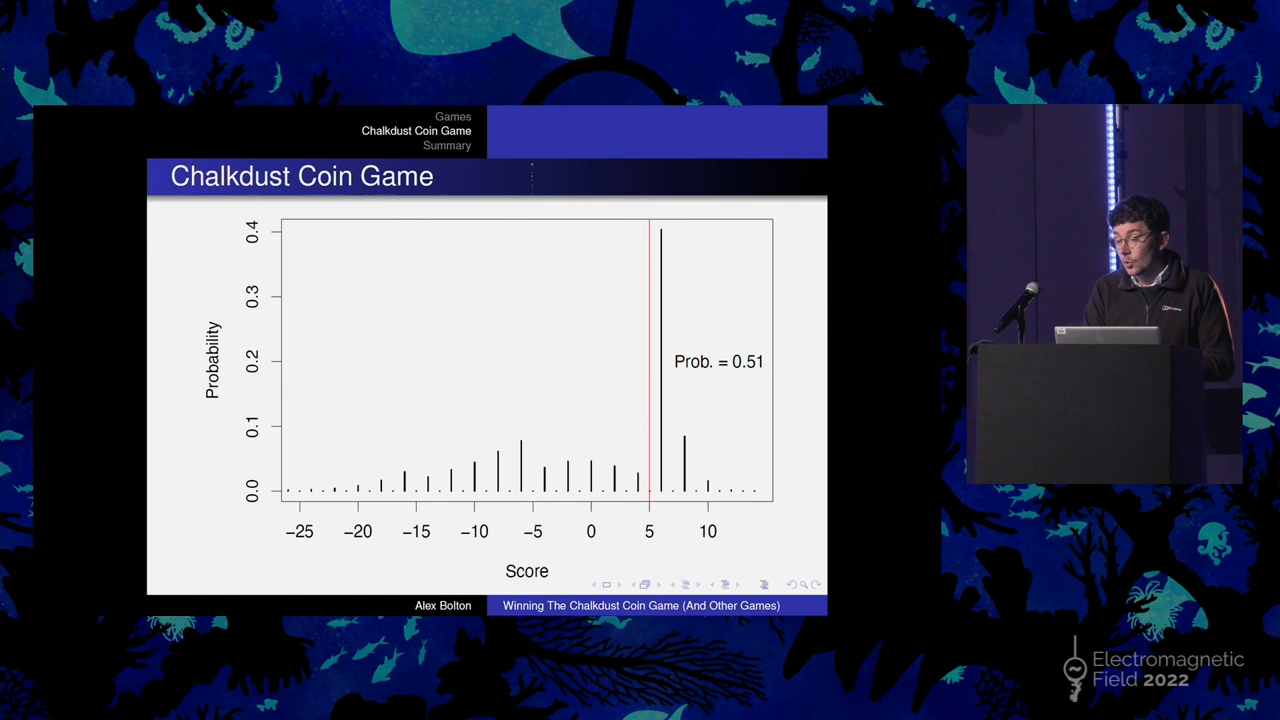 Games
Chalkdust Coin Game
Summary
Chalkdust Coin Game
0.4
0.3
0.2
0.1
0.0
Probability
Prob. = 0.51
−25 −20 −15 −10 −5 0 5 10
Score
Alex Bolton
Winning The Chalkdust Coin Game (And Other Games)
Electromagnetic
Field 2022